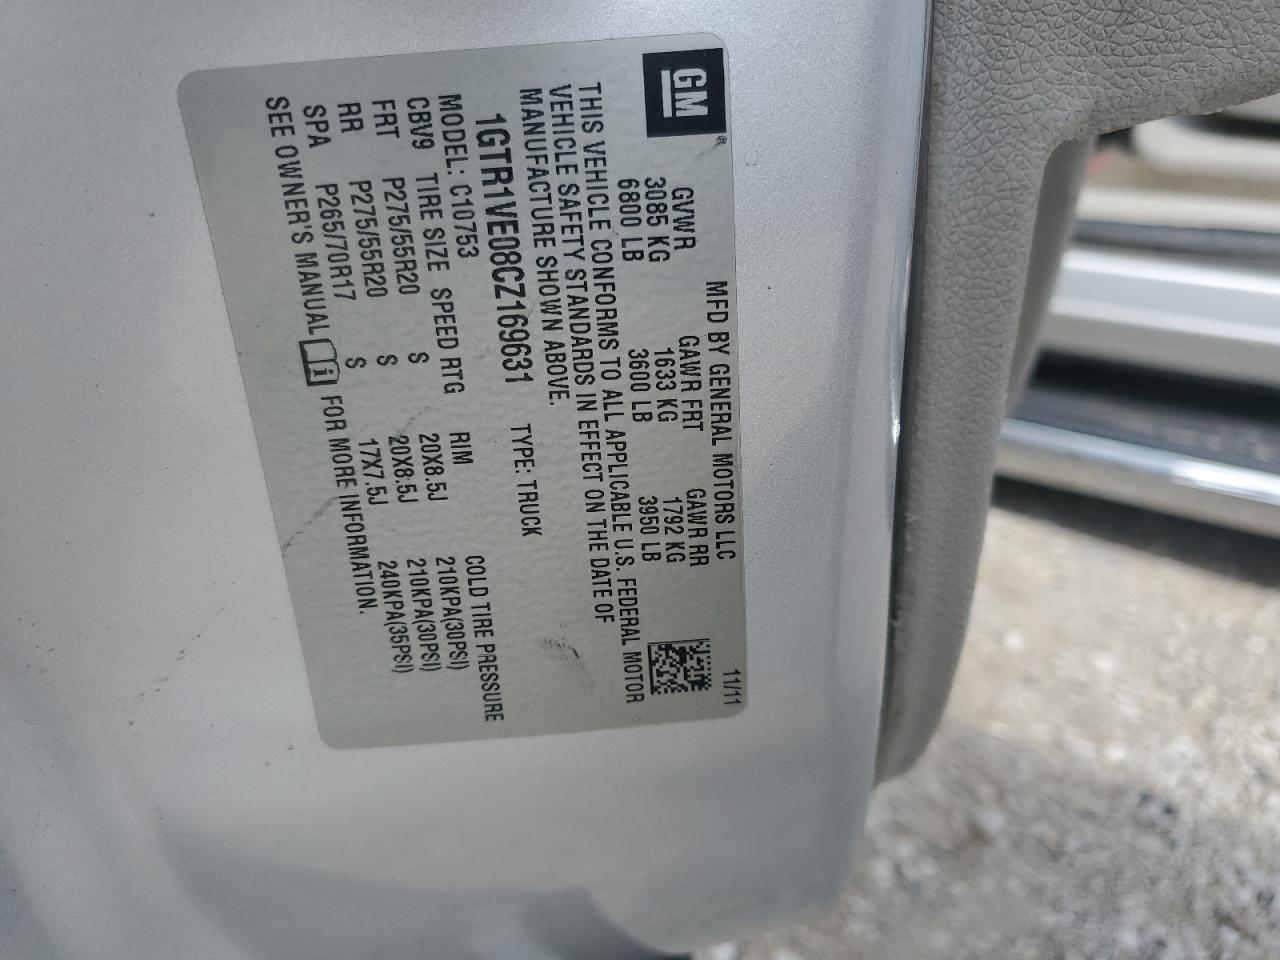 GM
MFD BY GENERAL MOTORS LLC 11/11
GVWR GAWR FRT GAWR RR
3085 KG 1633 KG 1792 KG
6800 LB 3600 LB 3950 LB
THIS VEHICLE CONFORMS TO ALL APPLICABLE U.S. FEDERAL MOTOR
VEHICLE SAFETY STANDARDS IN EFFECT ON THE DATE OF
MANUFACTURE SHOWN ABOVE.
1GTR1VE08CZ169631 TYPE: TRUCK
MODEL: C10753
CBV9 TIRE SIZE SPEED RTG RIM COLD TIRE PRESSURE
FRT P275/55R20 S 20X8.5J 210KPA(30PSI)
RR P275/55R20 S 20X8.5J 210KPA(30PSI)
SPA P265/70R17 S 17X7.5J 240KPA(35PSI)
SEE OWNER'S MANUAL i FOR MORE INFORMATION.